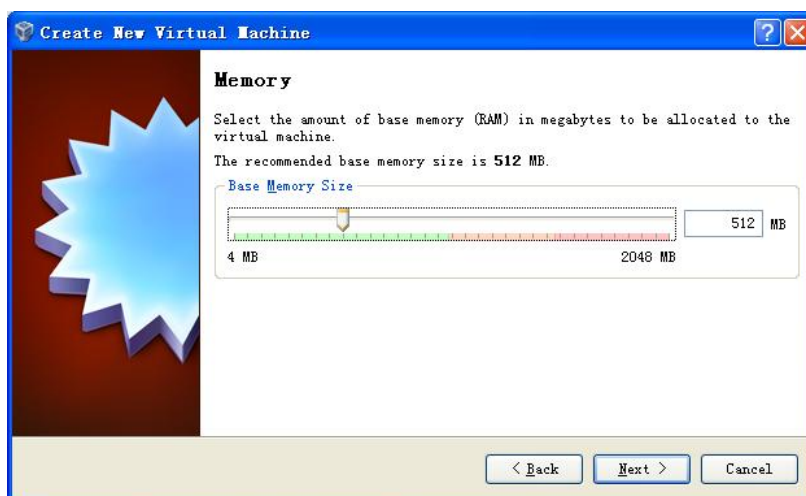 Create New Virtual Machine
Memory
Select the amount of base memory (RAM) in megabytes to be allocated to the
virtual machine.
The recommended base memory size is 512 MB.
Base Memory Size
512 MB
4 MB 2048 MB
< Back Next > Cancel